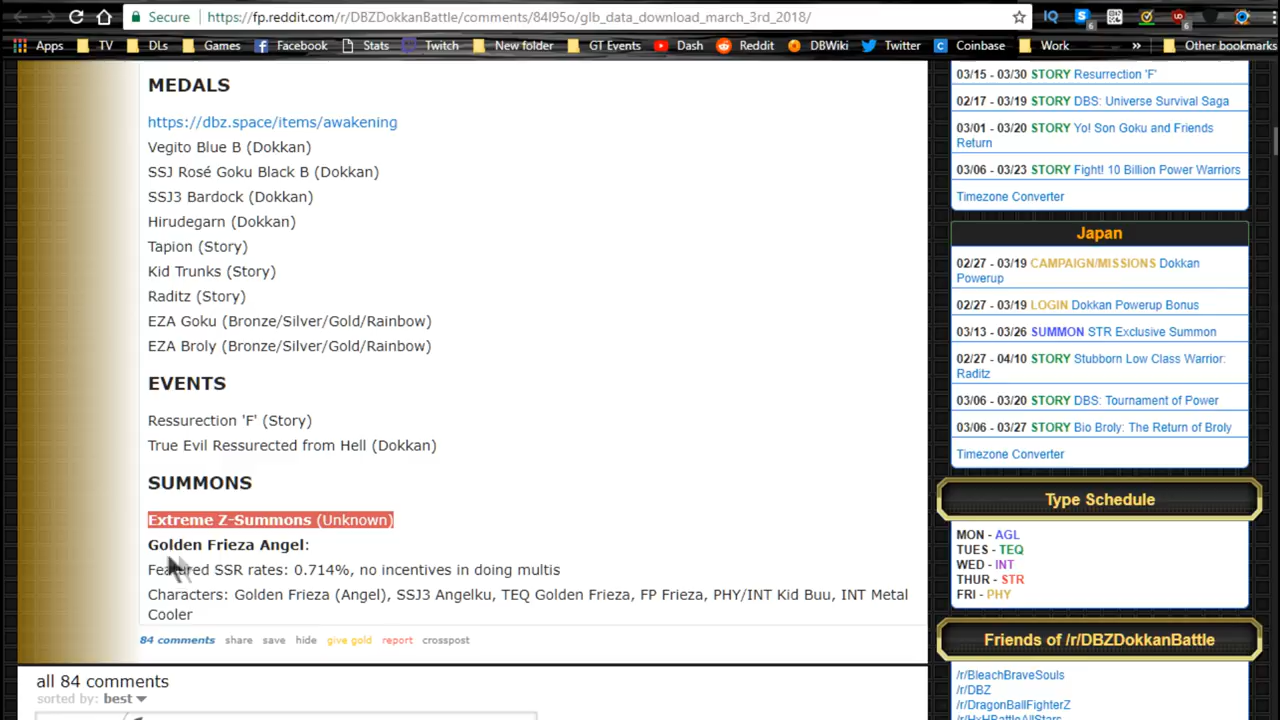 Secure https://fp.reddit.com/r/DBZDokkanBattle/comments/84l95o/glb_data_download_march_3rd_2018/
Apps TV DLs Games Facebook Stats Twitch New folder GT Events Dash Reddit DBWiki Twitter Coinbase Work » Other bookmarks
MEDALS
https://dbz.space/items/awakening
Vegito Blue B (Dokkan)
SSJ Rosé Goku Black B (Dokkan)
SSJ3 Bardock (Dokkan)
Hirudegarn (Dokkan)
Tapion (Story)
Kid Trunks (Story)
Raditz (Story)
EZA Goku (Bronze/Silver/Gold/Rainbow)
EZA Broly (Bronze/Silver/Gold/Rainbow)
EVENTS
Ressurection 'F' (Story)
True Evil Ressurected from Hell (Dokkan)
SUMMONS
Extreme Z-Summons (Unknown)
Golden Frieza Angel:
Featured SSR rates: 0.714%, no incentives in doing multis
Characters: Golden Frieza (Angel), SSJ3 Angelku, TEQ Golden Frieza, FP Frieza, PHY/INT Kid Buu, INT Metal
Cooler
84 comments share save hide give gold report crosspost
all 84 comments
sorted by: best
03/15 - 03/30 STORY Resurrection 'F'
02/17 - 03/19 STORY DBS: Universe Survival Saga
03/01 - 03/20 STORY Yo! Son Goku and Friends
Return
03/06 - 03/23 STORY Fight! 10 Billion Power Warriors
Timezone Converter
Japan
02/27 - 03/19 CAMPAIGN/MISSIONS Dokkan
Powerup
02/27 - 03/19 LOGIN Dokkan Powerup Bonus
03/13 - 03/26 SUMMON STR Exclusive Summon
02/27 - 04/10 STORY Stubborn Low Class Warrior:
Raditz
03/06 - 03/20 STORY DBS: Tournament of Power
03/06 - 03/27 STORY Bio Broly: The Return of Broly
Timezone Converter
Type Schedule
MON - AGL
TUES - TEQ
WED - INT
THUR - STR
FRI - PHY
Friends of /r/DBZDokkanBattle
/r/BleachBraveSouls
/r/DBZ
/r/DragonBallFighterZ
/r/HxHBattleAllStars